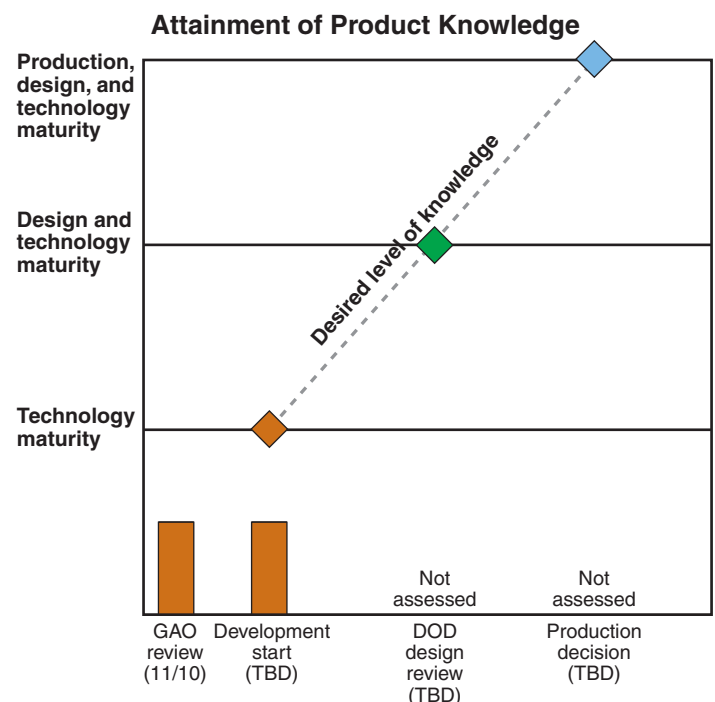 Attainment of Product Knowledge
Production,
design, and
technology
maturity
Design and
technology
maturity
Technology
maturity
Desired level of knowledge
Not
assessed
Not
assessed
GAO
review
(11/10)
Development
start
(TBD)
DOD
design
review
(TBD)
Production
decision
(TBD)